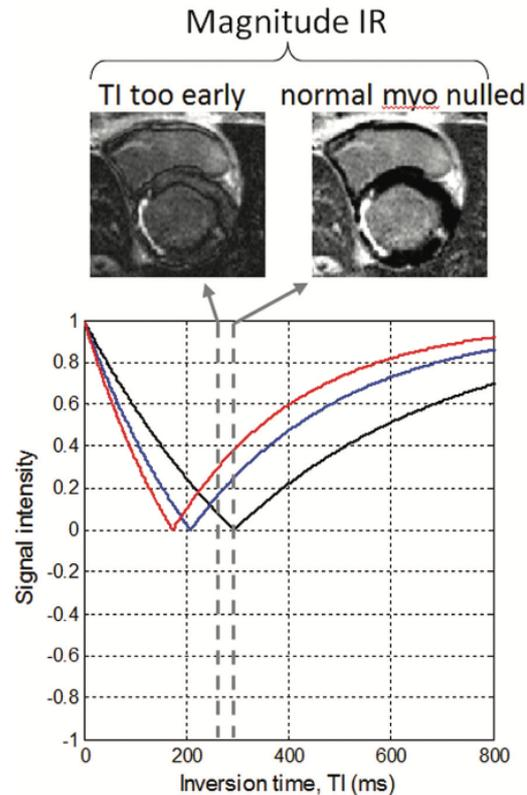 Magnitude IR
TI too early
normal myo nulled
1
0.8
0.6
0.4
0.2
0
-0.2
-0.4
-0.6
-0.8
-1
Signal intensity
0 200 400 600 800
Inversion time, TI (ms)